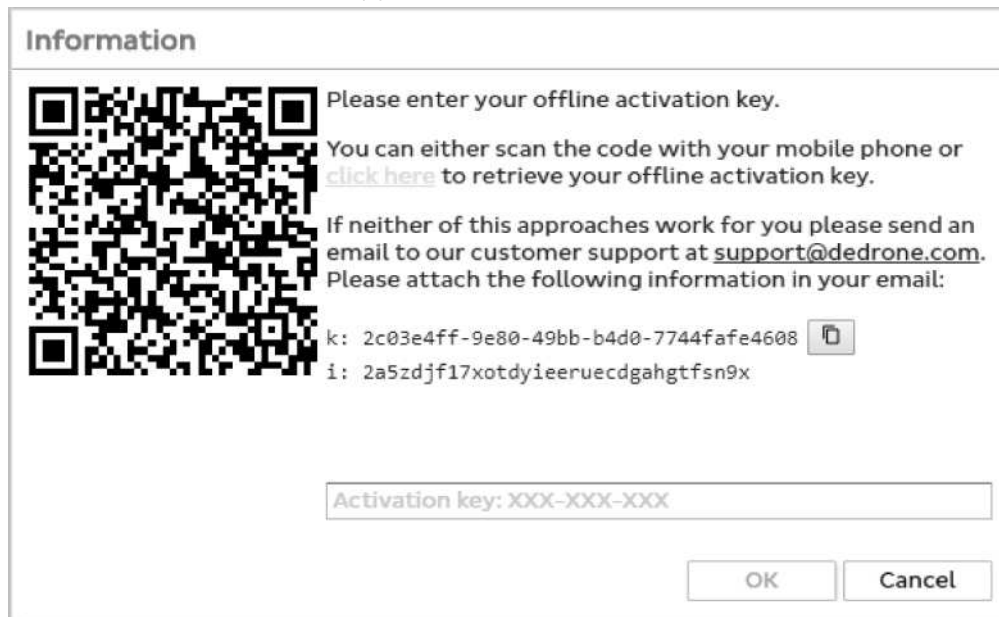 Information
Please enter your offline activation key.
You can either scan the code with your mobile phone or
click here to retrieve your offline activation key.
If neither of this approaches work for you please send an
email to our customer support at support@dedrone.com.
Please attach the following information in your email:
k: 2c03e4ff-9e80-49bb-b4d0-7744fafe4608
i: 2a5zdjf17xotdyieeruecdgahgtfsn9x
Activation key: XXX-XXX-XXX
OK Cancel